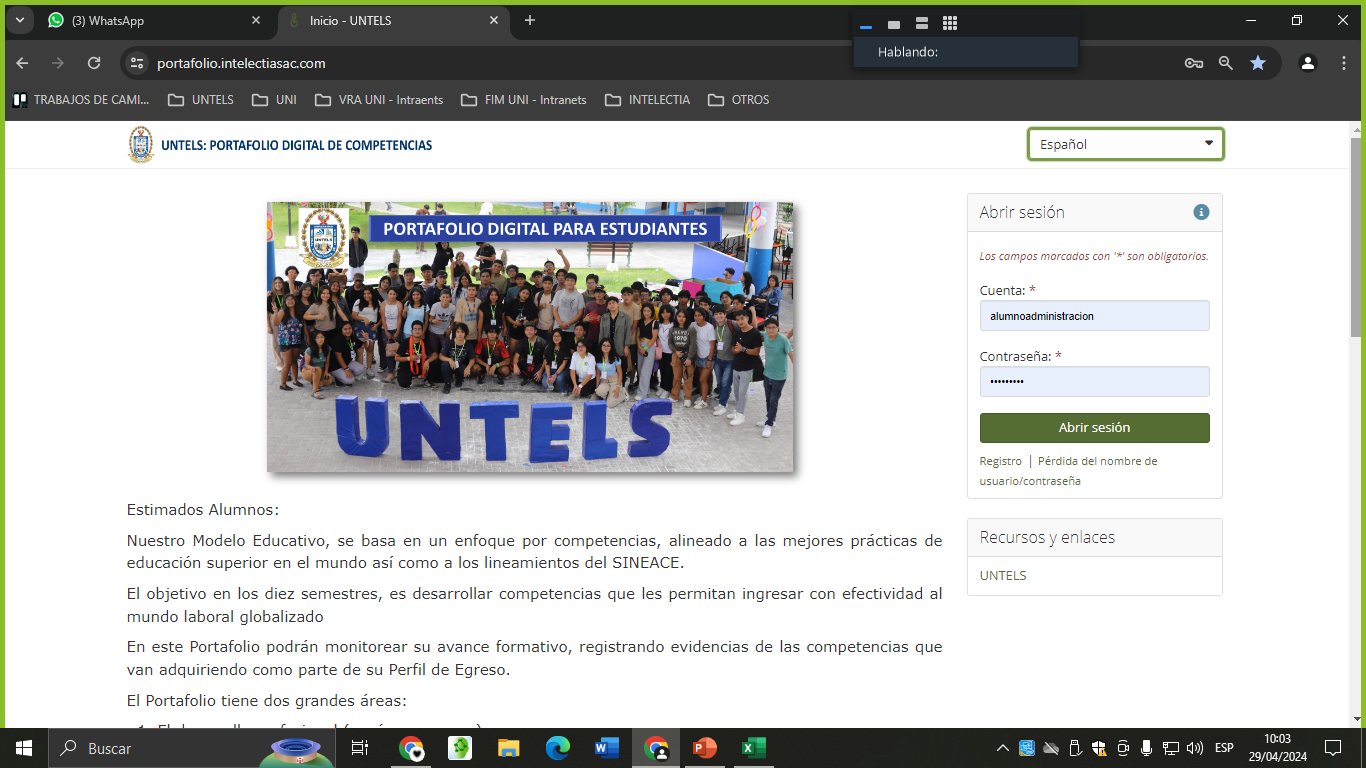 (3) WhatsApp
Inicio - UNTELS
Hablando:
portafolio.intelectiasac.com
TRABAJOS DE CAMI...
UNTELS
UNI
VRA UNI - Intraents
FIM UNI - Intranets
INTELECTIA
OTROS
UNTELS: PORTAFOLIO DIGITAL DE COMPETENCIAS
Español
UNTELS
PORTAFOLIO DIGITAL PARA ESTUDIANTES
UNTELS
Estimados Alumnos:
Nuestro Modelo Educativo, se basa en un enfoque por competencias, alineado a las mejores prácticas de
educación superior en el mundo así como a los lineamientos del SINEACE.
El objetivo en los diez semestres, es desarrollar competencias que les permitan ingresar con efectividad al
mundo laboral globalizado
En este Portafolio podrán monitorear su avance formativo, registrando evidencias de las competencias que
van adquiriendo como parte de su Perfil de Egreso.
El Portafolio tiene dos grandes áreas:
Abrir sesión
Los campos marcados con '*' son obligatorios.
Cuenta: *
alumnoadministracion
Contraseña: *
•••••••••
Abrir sesión
Registro | Pérdida del nombre de
usuario/contraseña
Recursos y enlaces
UNTELS
Buscar
ESP
10:03
29/04/2024